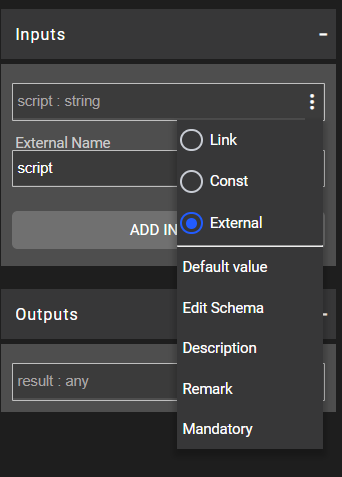 Inputs
script : string
External Name
script
ADD IN
Link
Const
External
Default value
Edit Schema
Description
Remark
Mandatory
Outputs
result : any